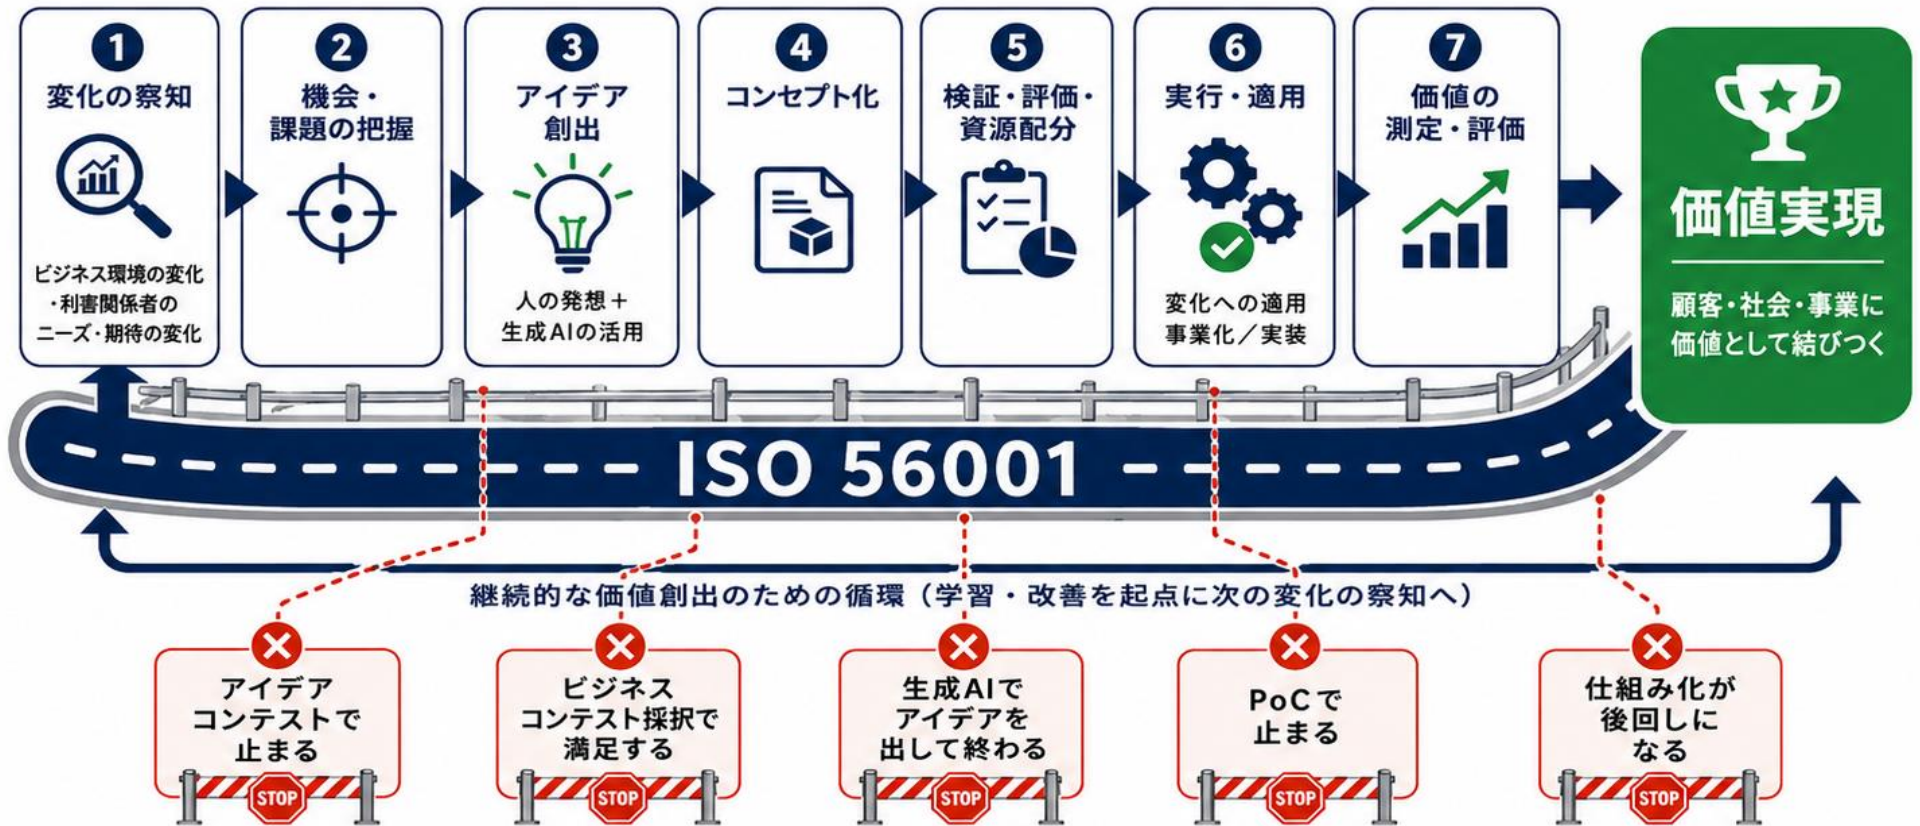 1
変化の察知
ビジネス環境の変化
・利害関係者の
ニーズ・期待の変化
2
機会・
課題の把握
3
アイデア
創出
人の発想＋
生成AIの活用
4
コンセプト化
5
検証・評価・
資源配分
6
実行・適用
変化への適用
事業化／実装
7
価値の
測定・評価
価値実現
顧客・社会・事業に
価値として結びつく
ISO 56001
継続的な価値創出のための循環（学習・改善を起点に次の変化の察知へ）
アイデア
コンテストで
止まる
STOP
ビジネス
コンテスト採択で
満足する
STOP
生成AIで
アイデアを
出して終わる
STOP
PoCで
止まる
STOP
仕組み化が
後回しに
なる
STOP